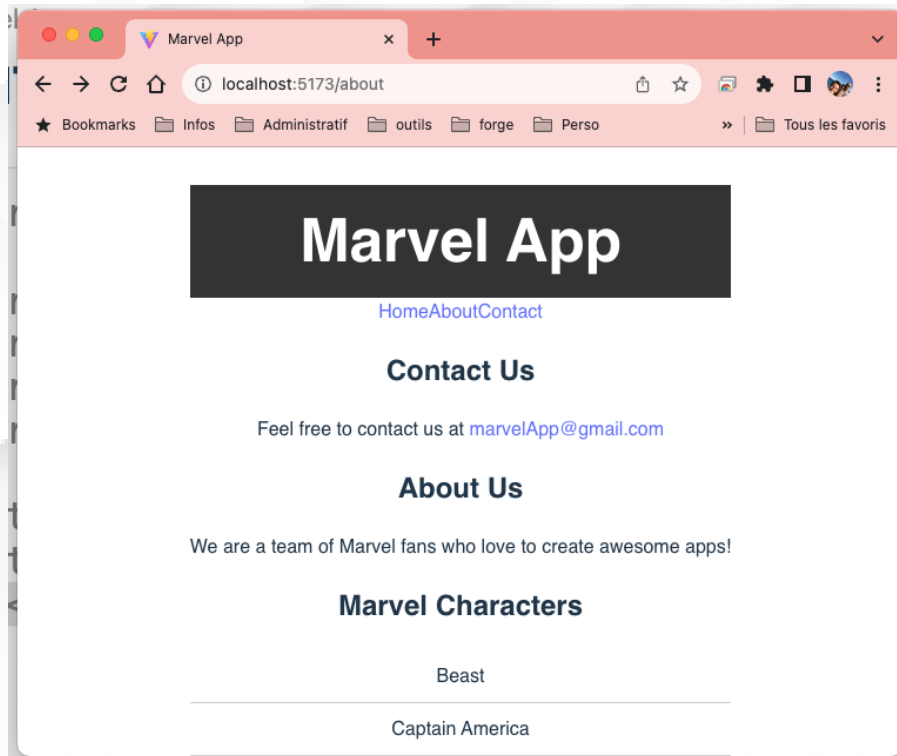 Marvel App
localhost:5173/about
Bookmarks Infos Administratif outils forge Perso » Tous les favoris
Marvel App
HomeAboutContact
Contact Us
Feel free to contact us at marvelApp@gmail.com
About Us
We are a team of Marvel fans who love to create awesome apps!
Marvel Characters
Beast
Captain America